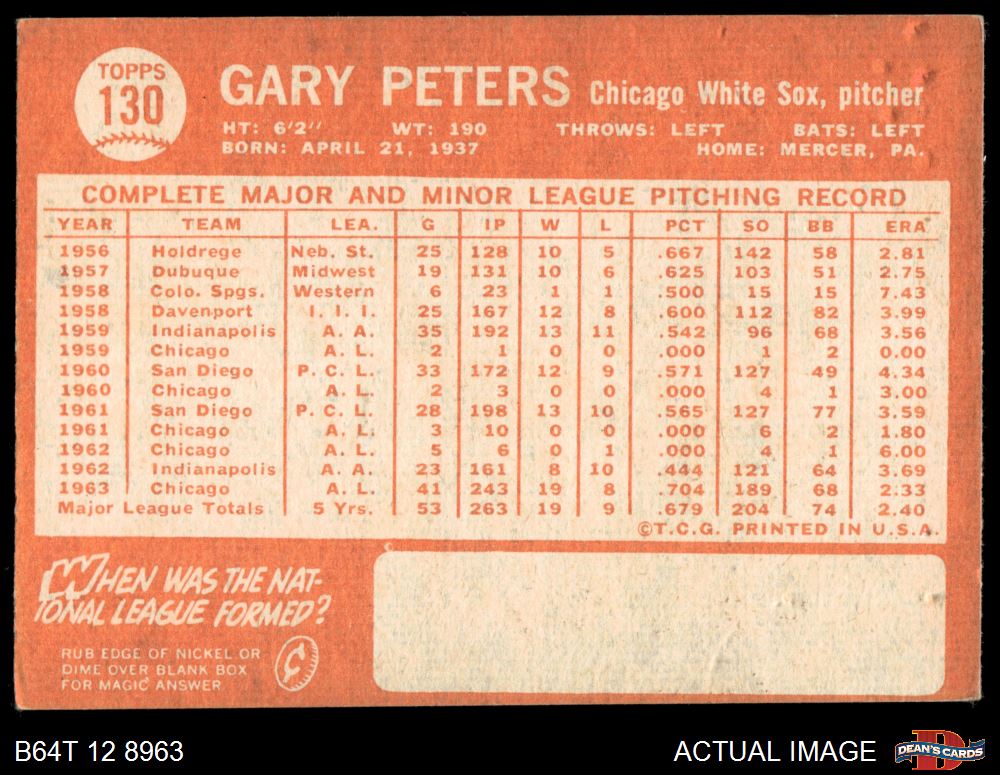 TOPPS
130
GARY PETERS Chicago White Sox, pitcher
HT: 6'2" WT: 190 THROWS: LEFT BATS: LEFT
BORN: APRIL 21, 1937 HOME: MERCER, PA.
COMPLETE MAJOR AND MINOR LEAGUE PITCHING RECORD
YEAR TEAM LEA. G IP W L PCT SO BB ERA
1956 Holdrege Neb. St. 25 128 10 5 .667 142 58 2.81
1957 Dubuque Midwest 19 131 10 6 .625 103 51 2.75
1958 Colo. Spgs. Western 6 23 1 1 .500 15 15 7.43
1958 Davenport I. I. I. 25 167 12 8 .600 112 82 3.99
1959 Indianapolis A. A. 35 192 13 11 .542 96 68 3.56
1959 Chicago A. L. 2 1 0 0 .000 1 2 0.00
1960 San Diego P. C. L. 33 172 12 9 .571 127 49 4.34
1960 Chicago A. L. 2 3 0 0 .000 4 1 3.00
1961 San Diego P. C. L. 28 198 13 10 .565 127 77 3.59
1961 Chicago A. L. 3 10 0 0 .000 6 2 1.80
1962 Chicago A. L. 5 6 0 1 .000 4 1 6.00
1962 Indianapolis A. A. 23 161 8 10 .444 121 64 3.69
1963 Chicago A. L. 41 243 19 8 .704 189 68 2.33
Major League Totals 5 Yrs. 53 263 19 9 .679 204 74 2.40
©T.C.G. PRINTED IN U.S.A.
WHEN WAS THE NAT-
IONAL LEAGUE FORMED?
RUB EDGE OF NICKEL OR
DIME OVER BLANK BOX
FOR MAGIC ANSWER
¢
B64T 12 8963 ACTUAL IMAGE
D
DEAN'S CARDS